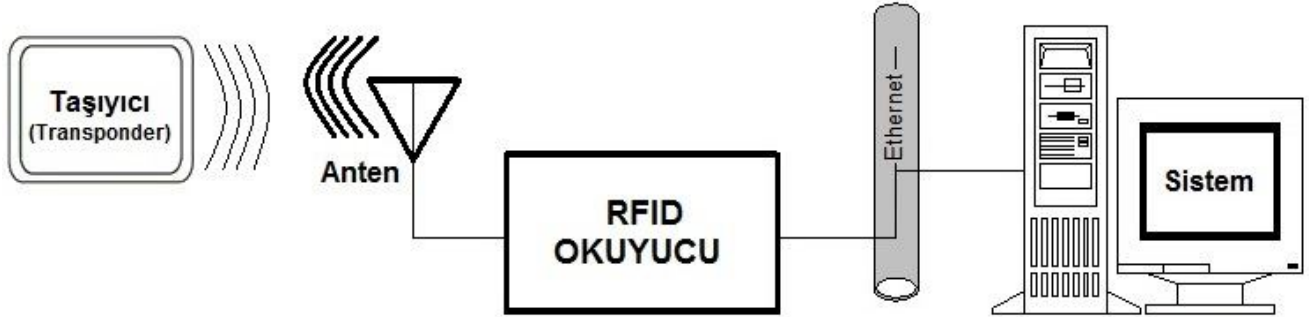 Taşıyıcı
(Transponder)
Anten
RFID
OKUYUCU
Ethernet
Sistem